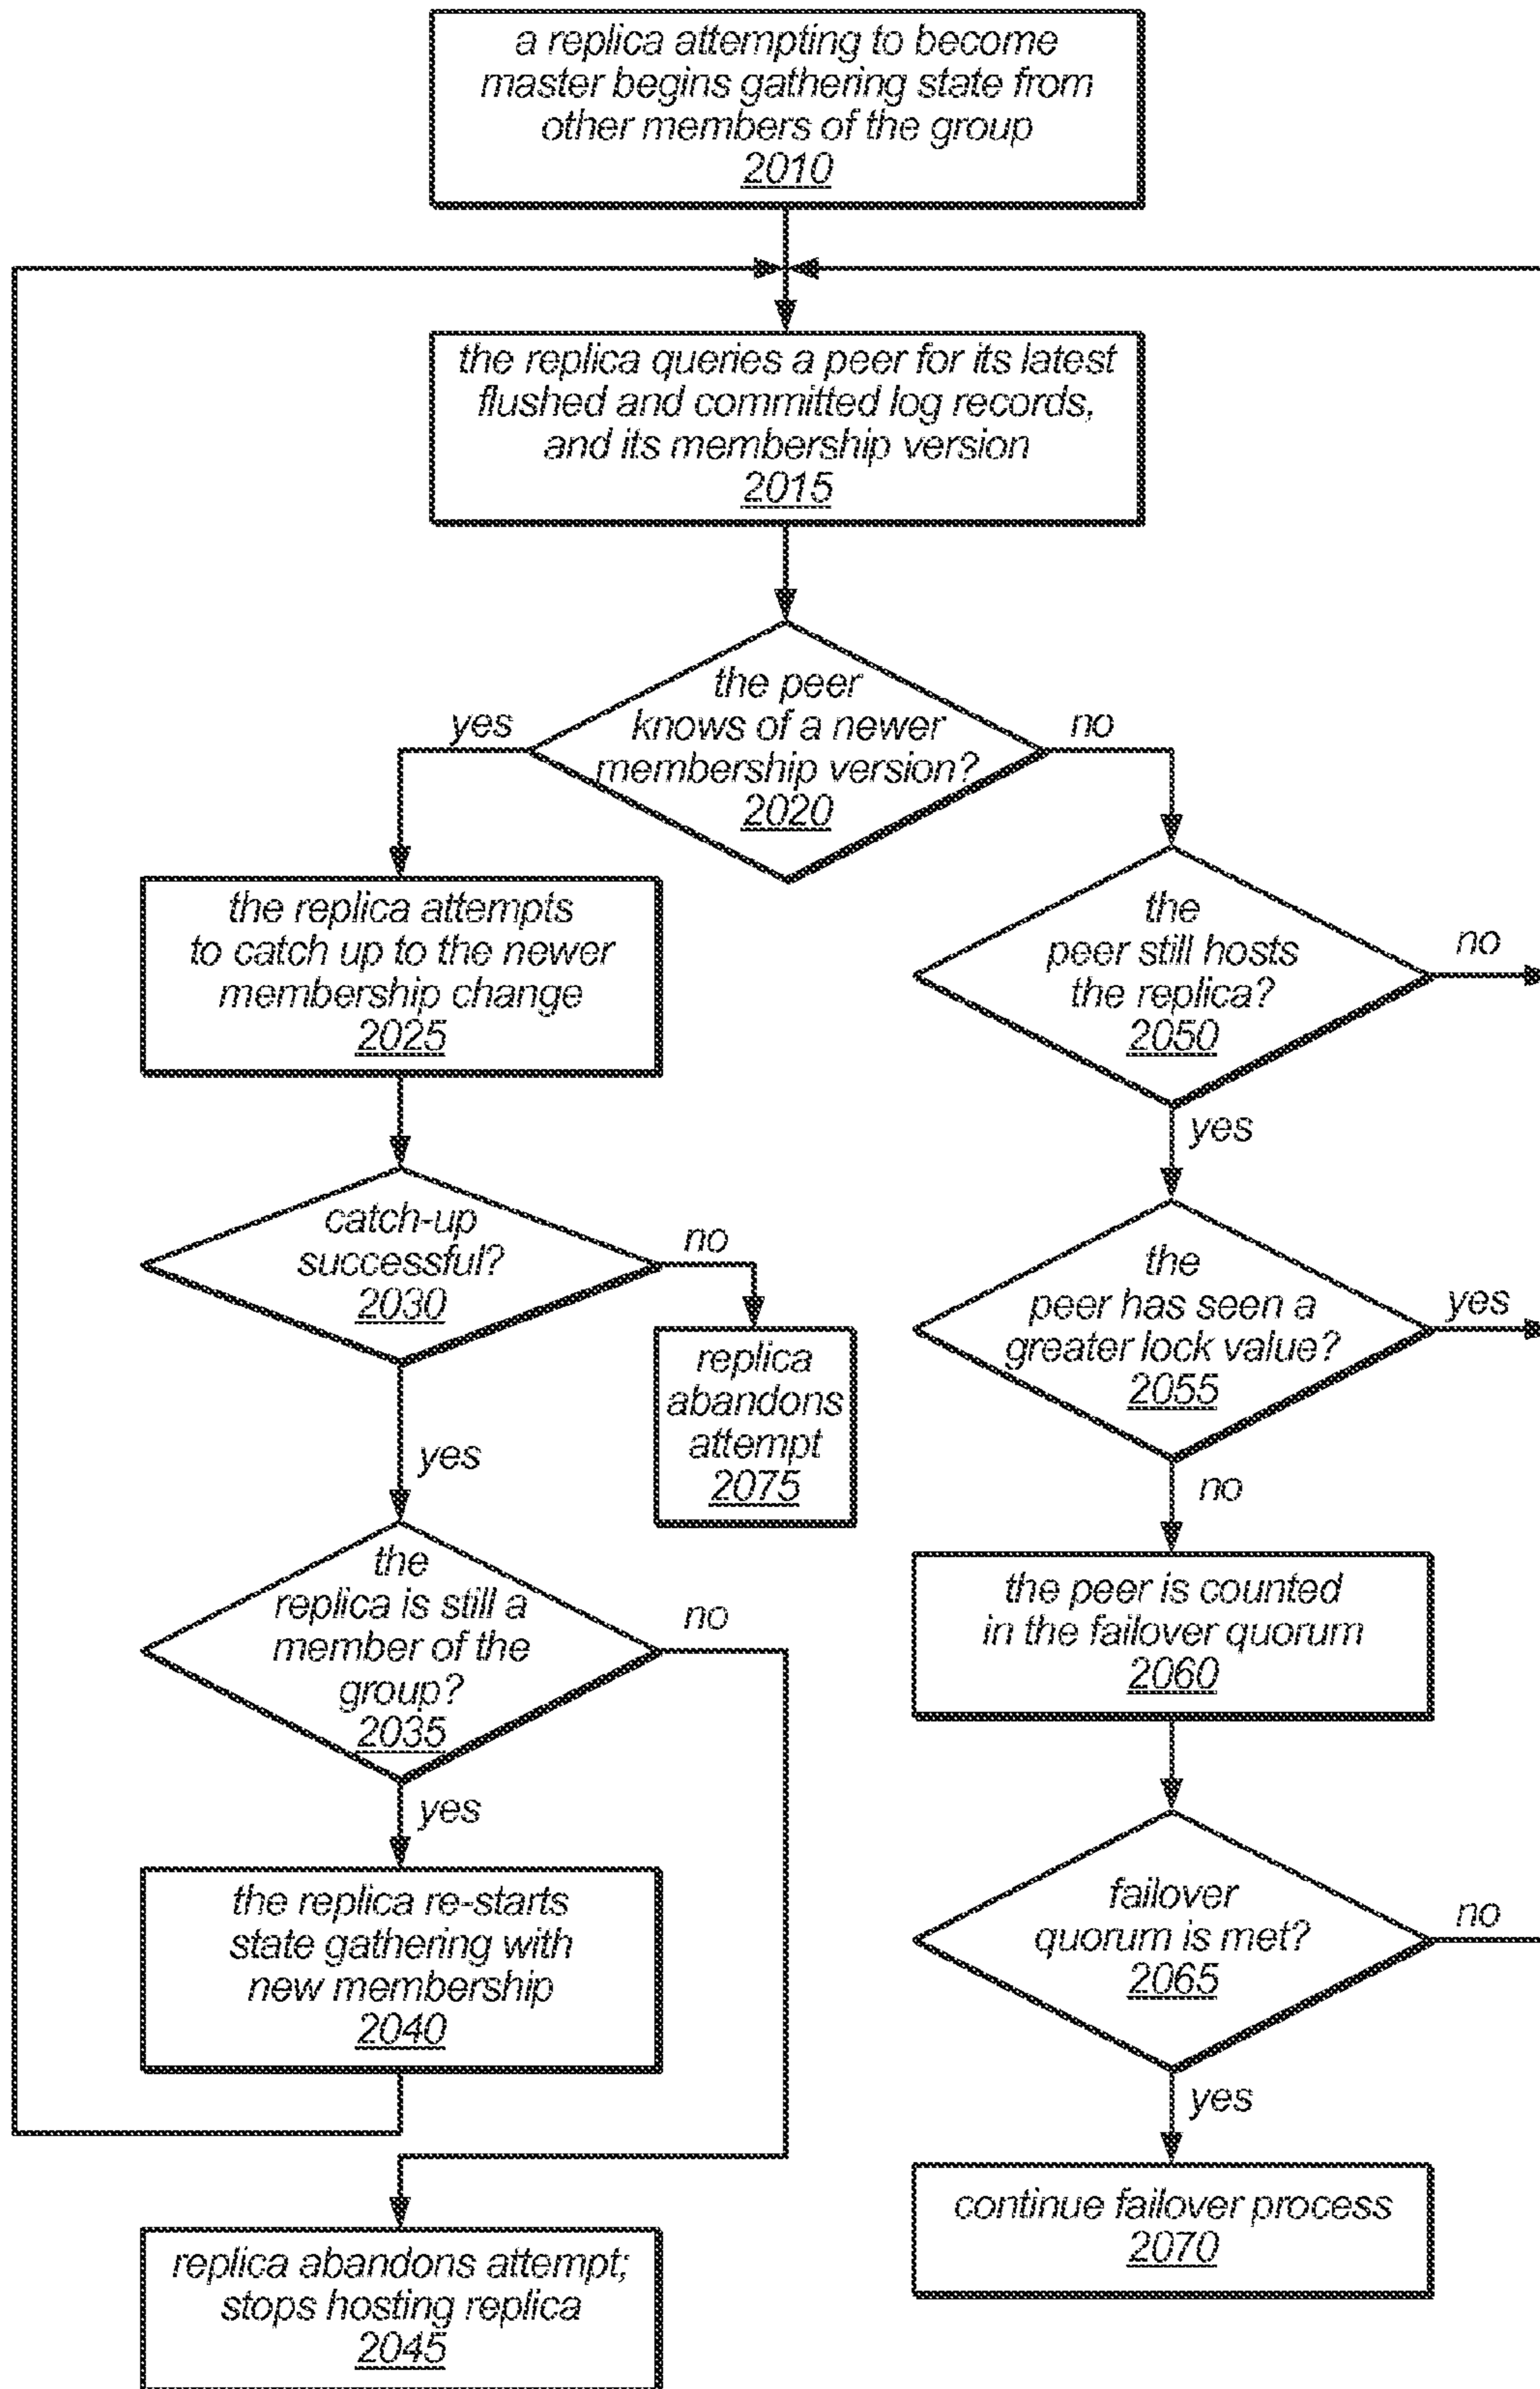 a replica attempting to become
master begins gathering state from
other members of the group
2010
the replica queries a peer for its latest
flushed and committed log records,
and its membership version
2015
the peer
knows of a newer
membership version?
2020
yes
no
the replica attempts
to catch up to the newer
membership change
2025
the
peer still hosts
the replica?
2050
no
yes
catch-up
successful?
2030
no
yes
replica
abandons
attempt
2075
the
peer has seen a
greater lock value?
2055
yes
no
the
replica is still a
member of the
group?
2035
no
yes
the peer is counted
in the failover quorum
2060
the replica re-starts
state gathering with
new membership
2040
failover
quorum is met?
2065
no
yes
replica abandons attempt;
stops hosting replica
2045
continue failover process
2070